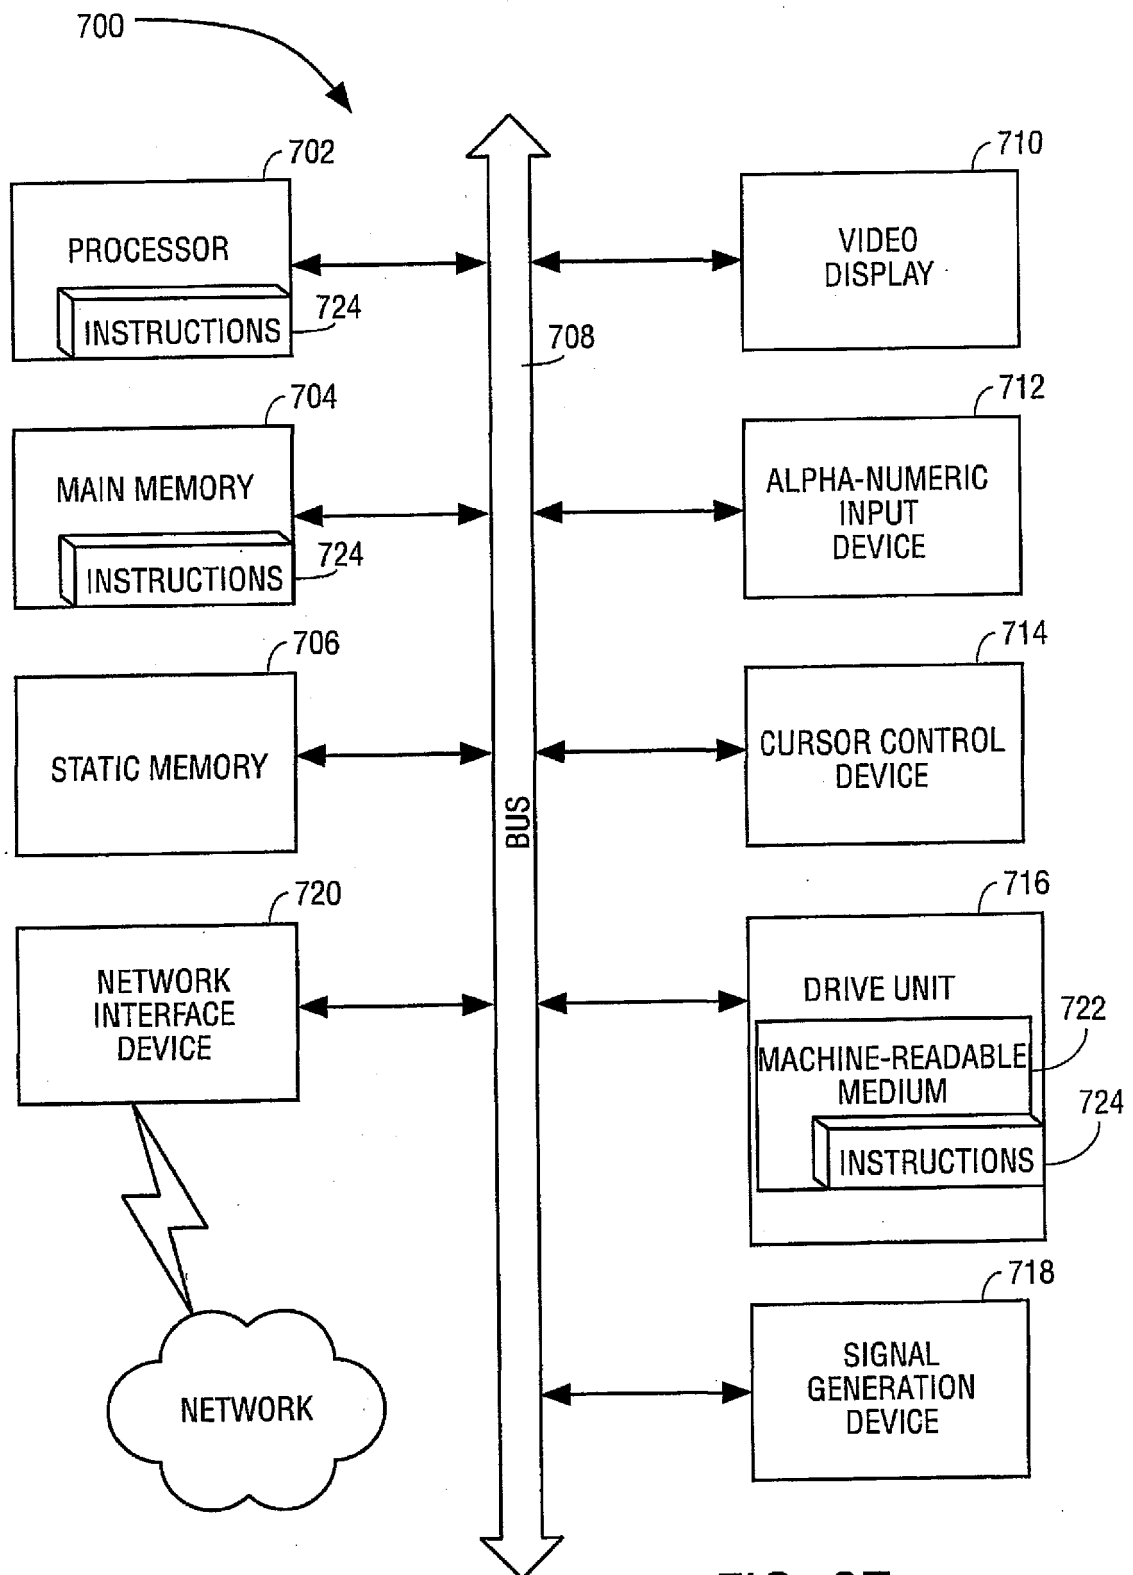 700
702
PROCESSOR
724
INSTRUCTIONS
704
MAIN MEMORY
724
INSTRUCTIONS
706
STATIC MEMORY
720
NETWORK
INTERFACE
DEVICE
NETWORK
708
BUS
710
VIDEO
DISPLAY
712
ALPHA-NUMERIC
INPUT
DEVICE
714
CURSOR CONTROL
DEVICE
716
DRIVE UNIT
722
MACHINE-READABLE
MEDIUM
724
INSTRUCTIONS
718
SIGNAL
GENERATION
DEVICE